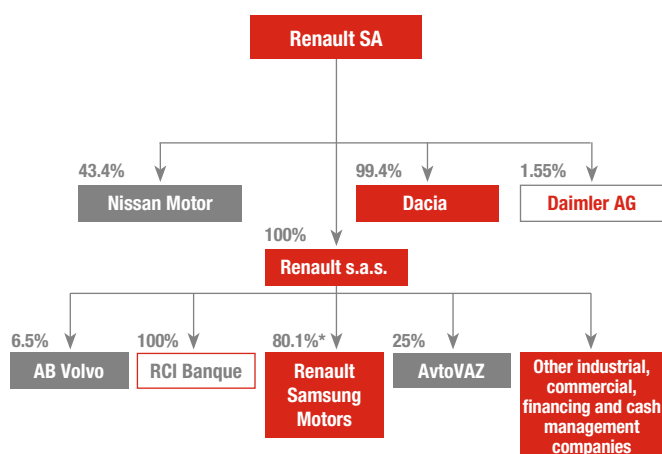 Renault SA
43.4%
Nissan Motor
99.4%
Dacia
1.55%
Daimler AG
100%
Renault s.a.s.
6.5%
AB Volvo
100%
RCI Banque
80.1%*
Renault
Samsung
Motors
25%
AvtoVAZ
Other industrial,
commercial,
financing and cash
management
companies